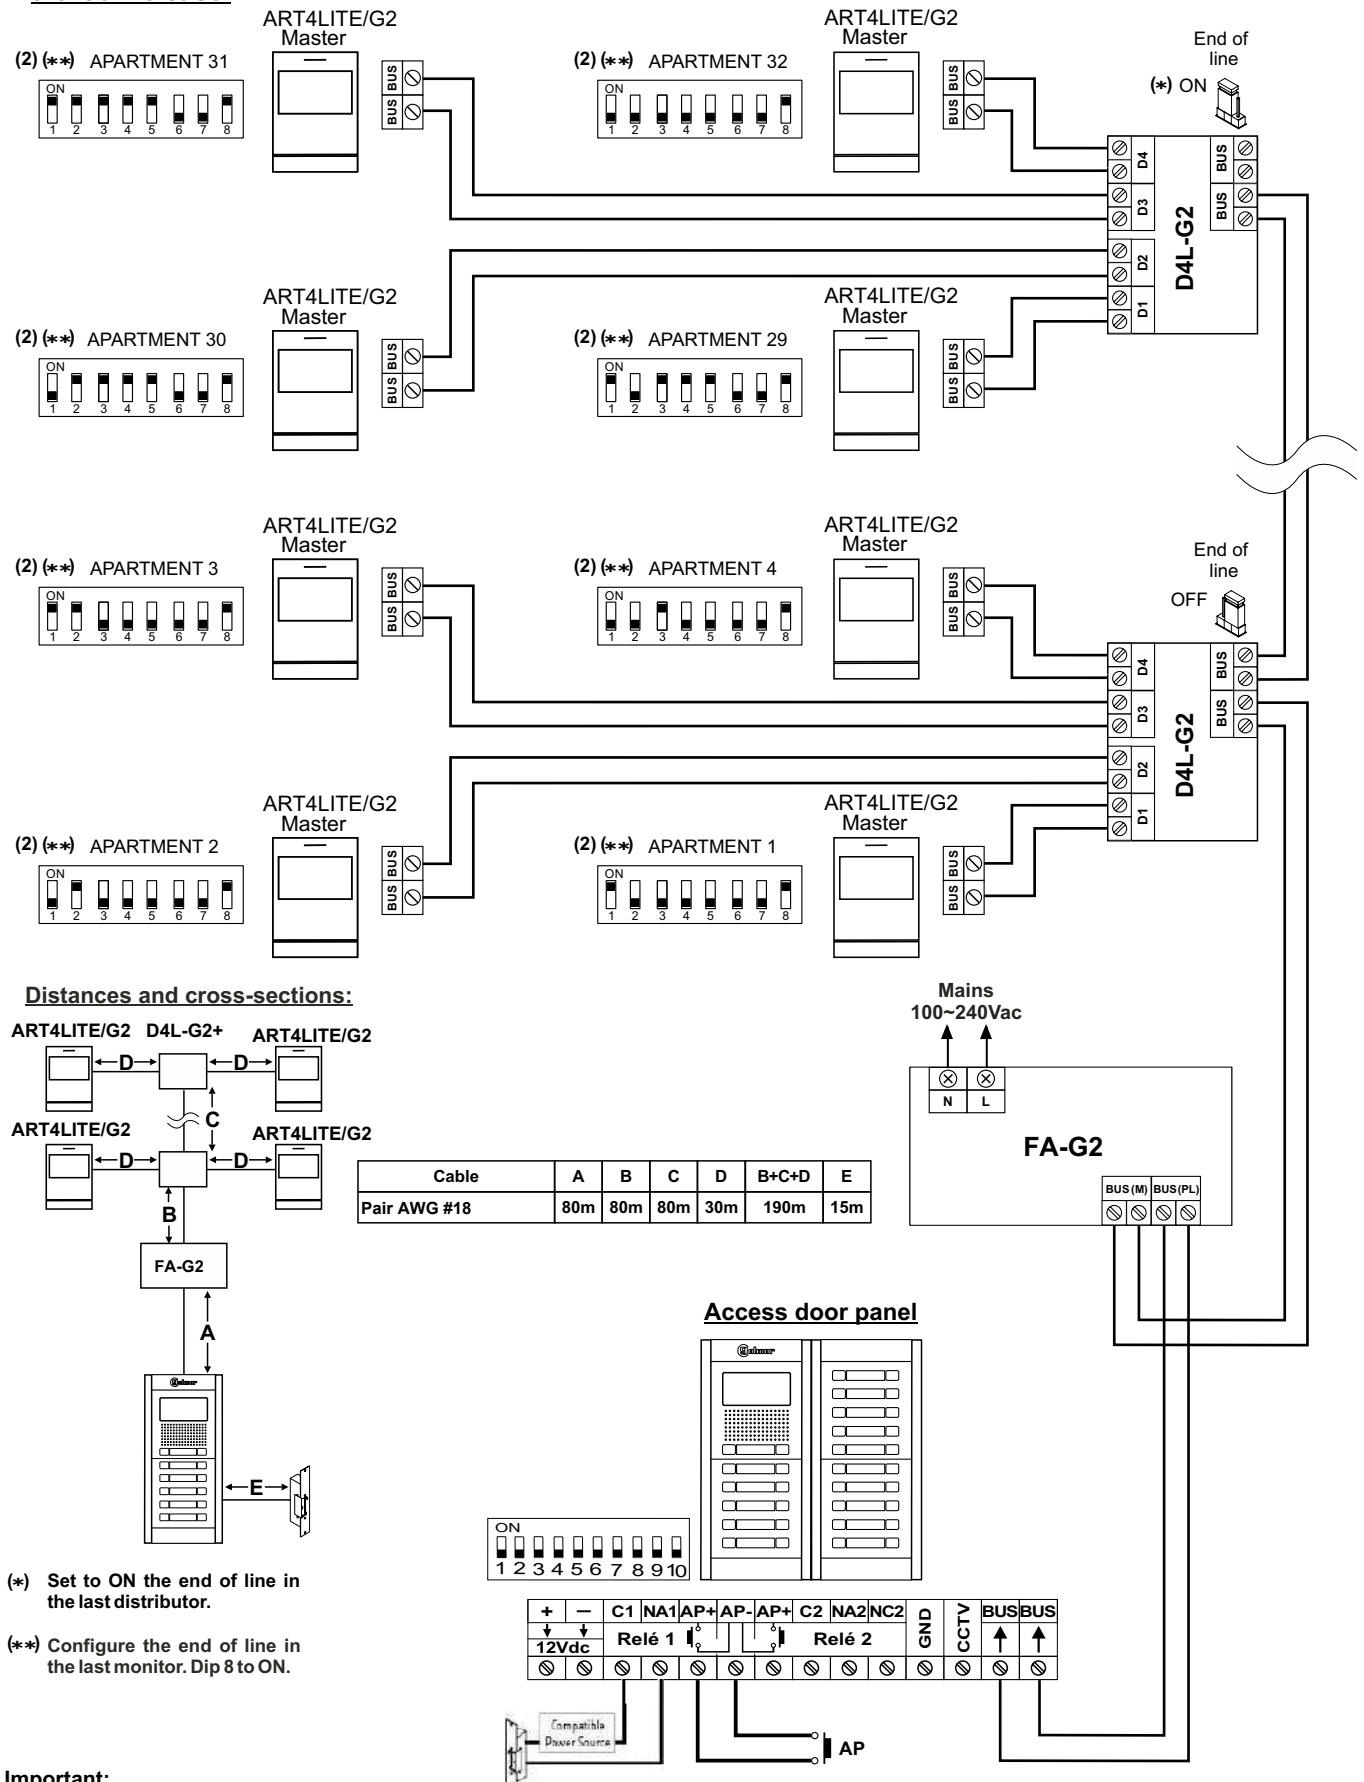 ART4LITE/G2
Master
(2) (**) APARTMENT 31
ON
1 2 3 4 5 6 7 8
BUS
BUS
ART4LITE/G2
Master
(2) (**) APARTMENT 32
ON
1 2 3 4 5 6 7 8
BUS
BUS
End of
line
(*) ON
D4
D3
D2
D1
BUS
BUS
D4L-G2
ART4LITE/G2
Master
(2) (**) APARTMENT 30
ON
1 2 3 4 5 6 7 8
BUS
BUS
ART4LITE/G2
Master
(2) (**) APARTMENT 29
ON
1 2 3 4 5 6 7 8
BUS
BUS
ART4LITE/G2
Master
(2) (**) APARTMENT 3
ON
1 2 3 4 5 6 7 8
BUS
BUS
ART4LITE/G2
Master
(2) (**) APARTMENT 4
ON
1 2 3 4 5 6 7 8
BUS
BUS
End of
line
OFF
D4
D3
D2
D1
BUS
BUS
D4L-G2
ART4LITE/G2
Master
(2) (**) APARTMENT 2
ON
1 2 3 4 5 6 7 8
BUS
BUS
ART4LITE/G2
Master
(2) (**) APARTMENT 1
ON
1 2 3 4 5 6 7 8
BUS
BUS
Distances and cross-sections:
ART4LITE/G2 D4L-G2+ ART4LITE/G2
D D
C
ART4LITE/G2 ART4LITE/G2
D D
B
FA-G2
A
Golmar
E
Cable A B C D B+C+D E
Pair AWG #18 80m 80m 80m 30m 190m 15m
Mains
100~240Vac
N L
FA-G2
BUS(M) BUS(PL)
Access door panel
Golmar
ON
1 2 3 4 5 6 7 8 9 10
+ – C1 NA1 AP+ AP- AP+ C2 NA2 NC2 GND CCTV BUS BUS
12Vdc Relé 1 Relé 2
Compatible
Power Source
AP
(*) Set to ON the end of line in
the last distributor.
(**) Configure the end of line in
the last monitor. Dip 8 to ON.
Important: